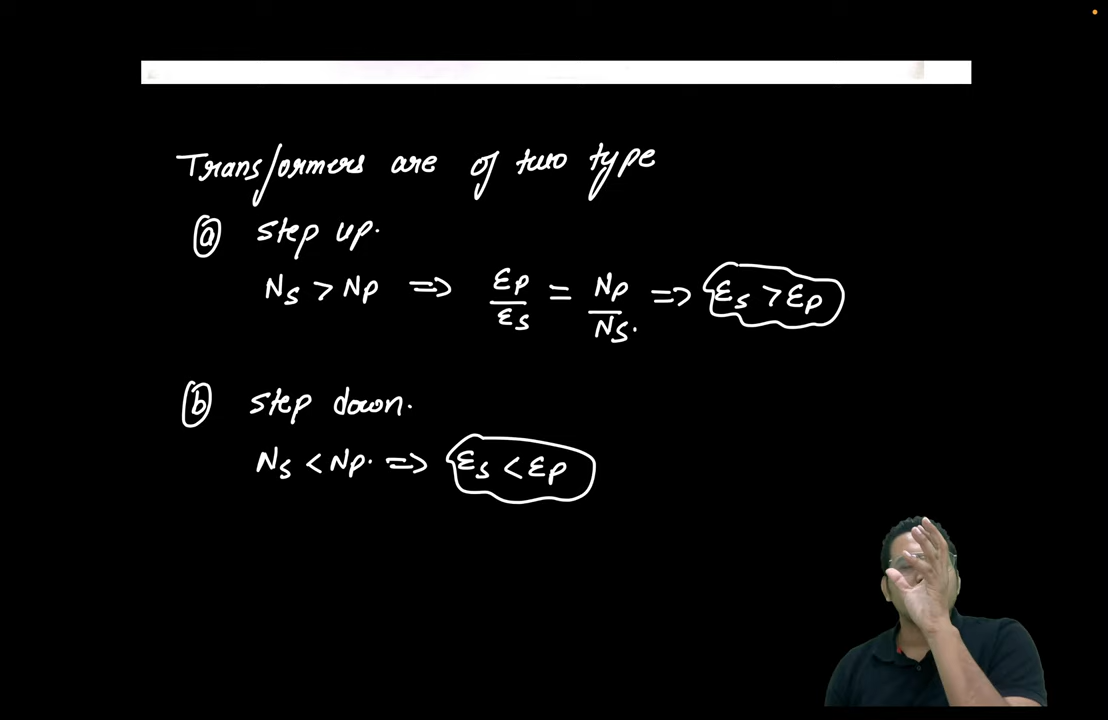 Transformers are of two type
(a) step up.
Ns > Np => εp/εs = Np/Ns. => εs > εp
(b) step down.
Ns < Np. => εs < εp